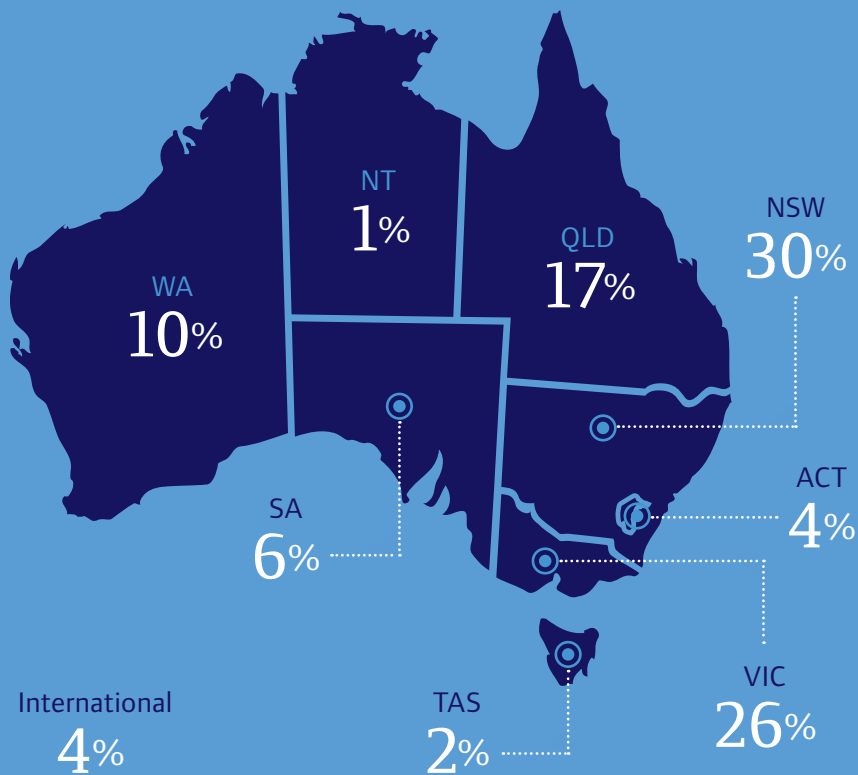 NT
1%
QLD
17%
NSW
30%
WA
10%
ACT
4%
SA
6%
VIC
26%
International
4%
TAS
2%